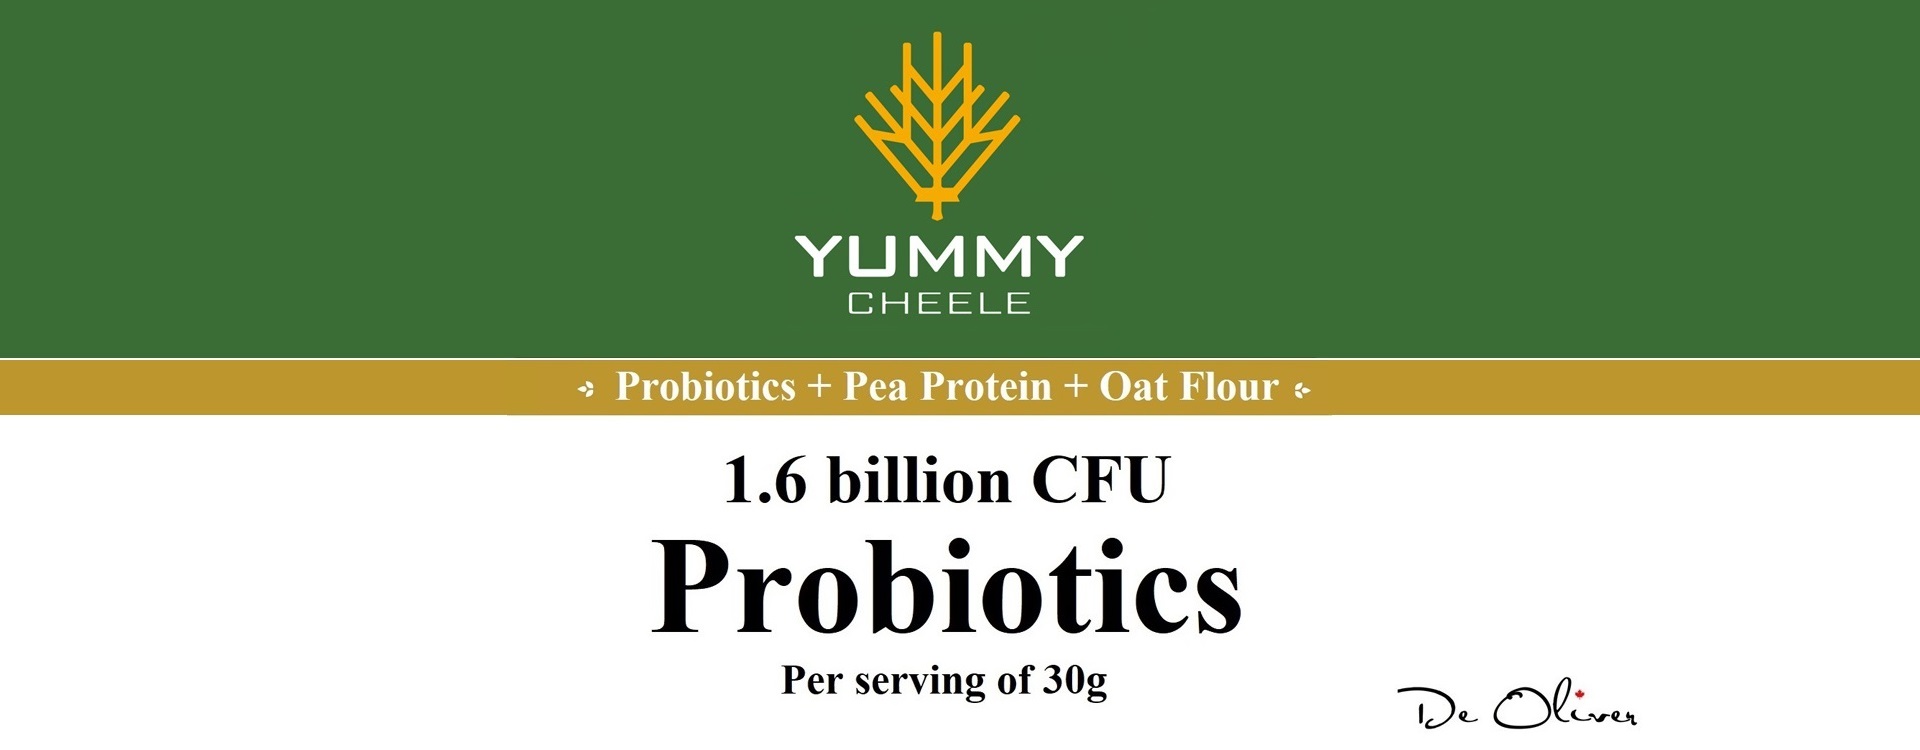 YUMMY
CHEELE
Probiotics + Pea Protein + Oat Flour
1.6 billion CFU
Probiotics
Per serving of 30g
De Oliver